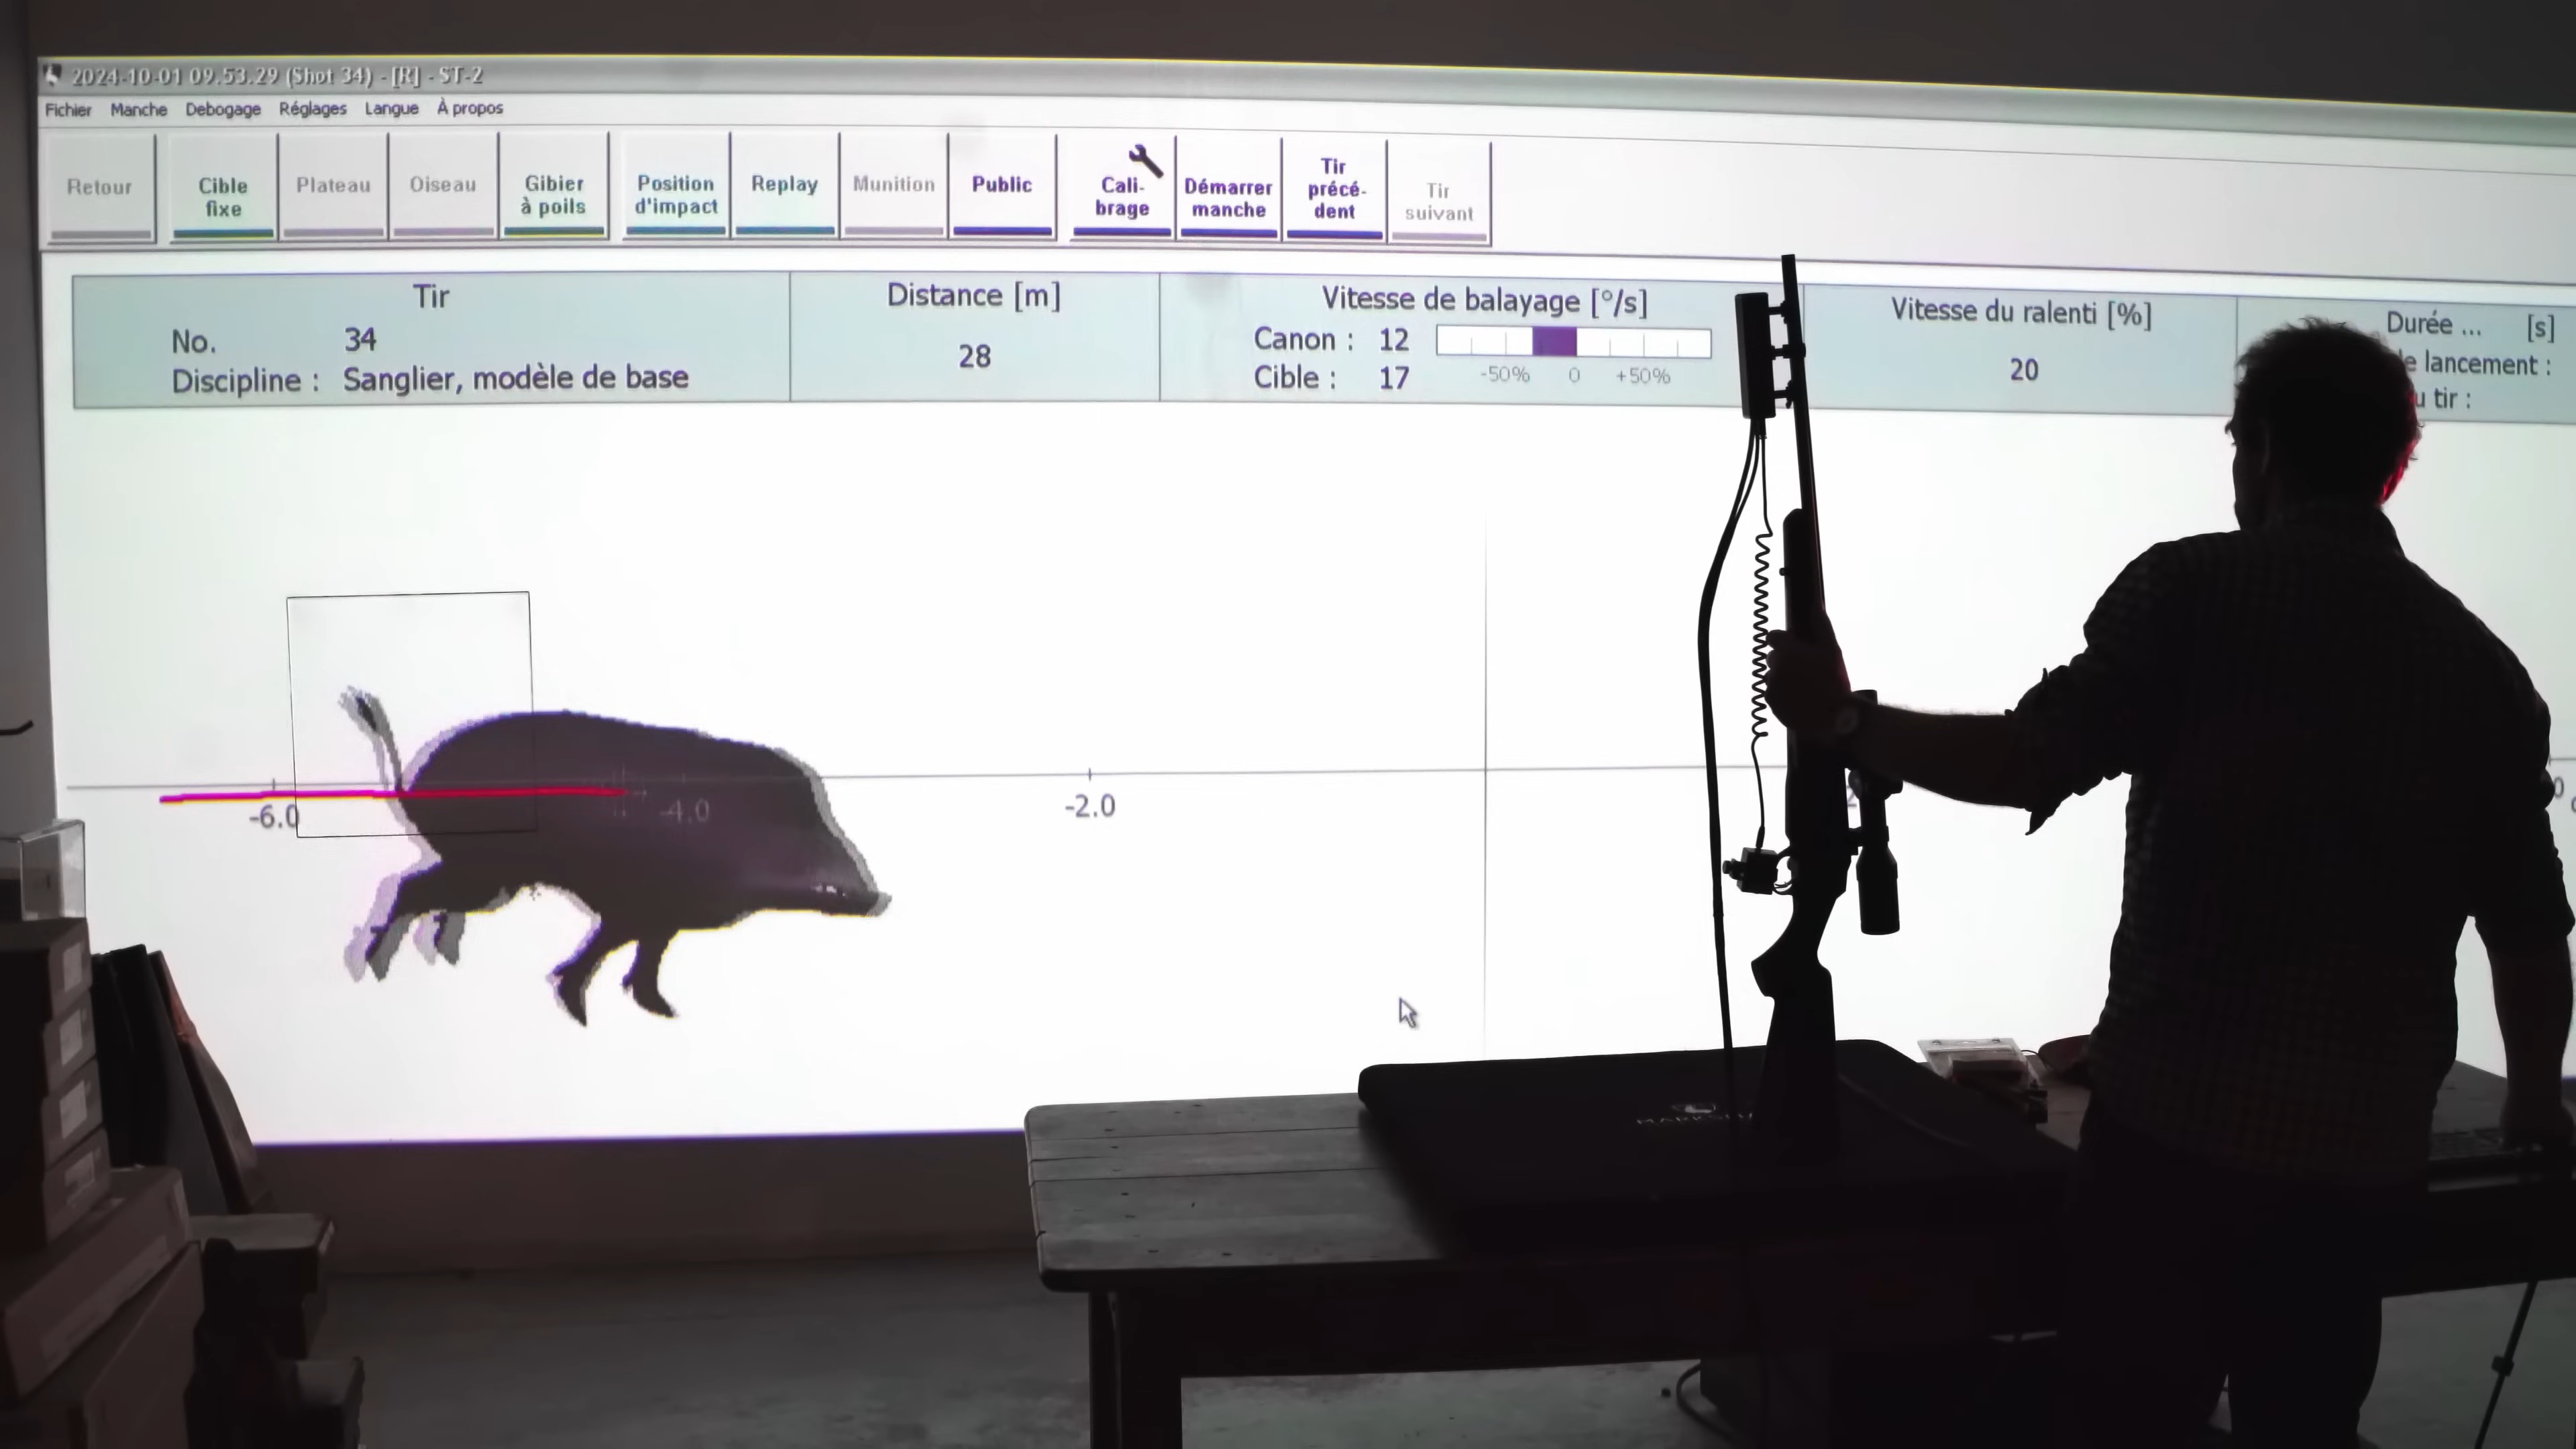 2024-10-01 09.53.29 (Shot 34) - [R] - ST-2
Fichier Manche Debogage Réglages Langue À propos
Retour
Cible
fixe
Plateau
Oiseau
Gibier
à poils
Position
d'impact
Replay
Munition
Public
Cali-
brage
Démarrer
manche
Tir
précé-
dent
Tir
suivant
Tir
No. 34
Discipline : Sanglier, modèle de base
Distance [m]
28
Vitesse de balayage [°/s]
Canon : 12
Cible : 17
-50% 0 +50%
Vitesse du ralenti [%]
20
Durée ... [s]
lancement :
tir :
-6.0 -4.0 -2.0